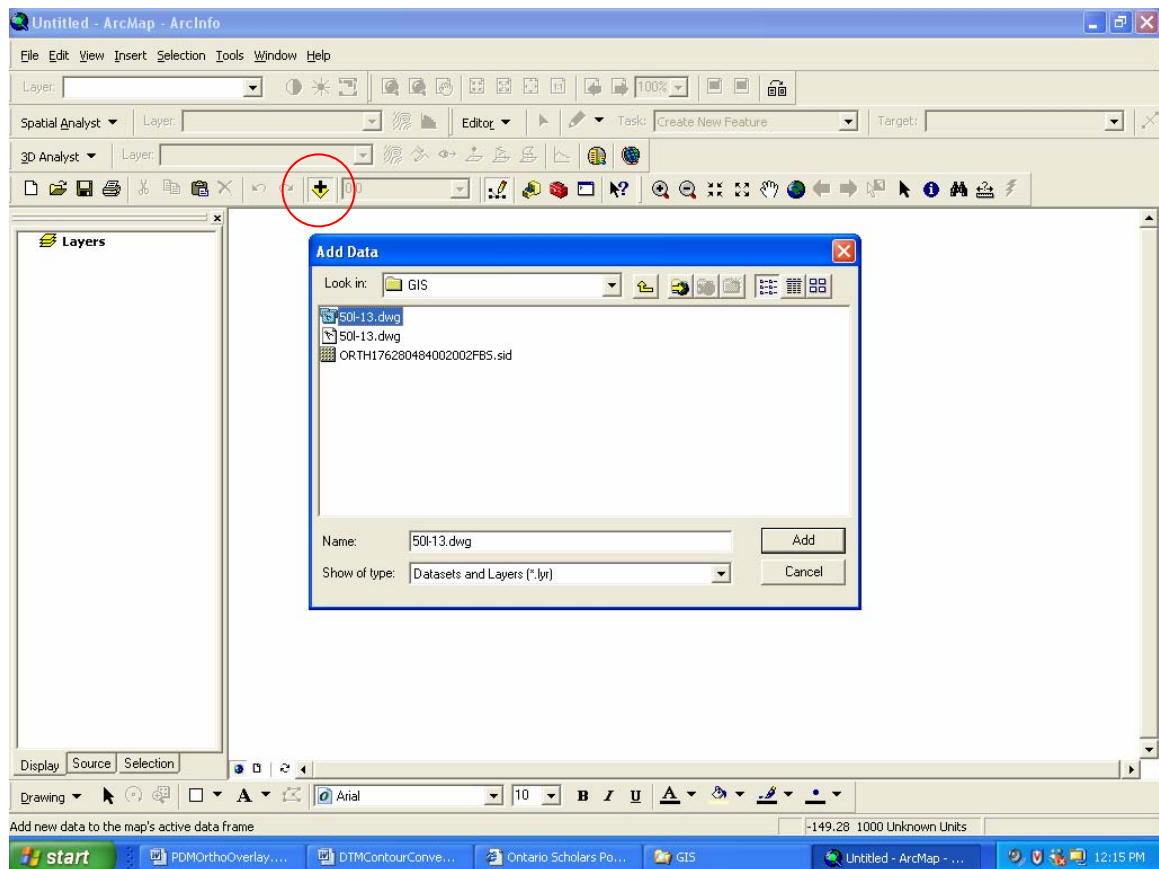 Untitled - ArcMap - ArcInfo
File Edit View Insert Selection Tools Window Help
Layer: 100%
Spatial Analyst Layer: Editor Task: Create New Feature Target:
3D Analyst Layer:
Layers
Add Data
Look in: GIS
50l-13.dwg
50l-13.dwg
ORTH176280484002002FBS.sid
Name: 50l-13.dwg Add
Show of type: Datasets and Layers (*.lyr) Cancel
Display Source Selection
Drawing A Arial 10 B I U A
Add new data to the map's active data frame -149.28 1000 Unknown Units
start PDMOrthoOverlay.... DTMContourConve... Ontario Scholars Po... GIS Untitled - ArcMap - ... 12:15 PM